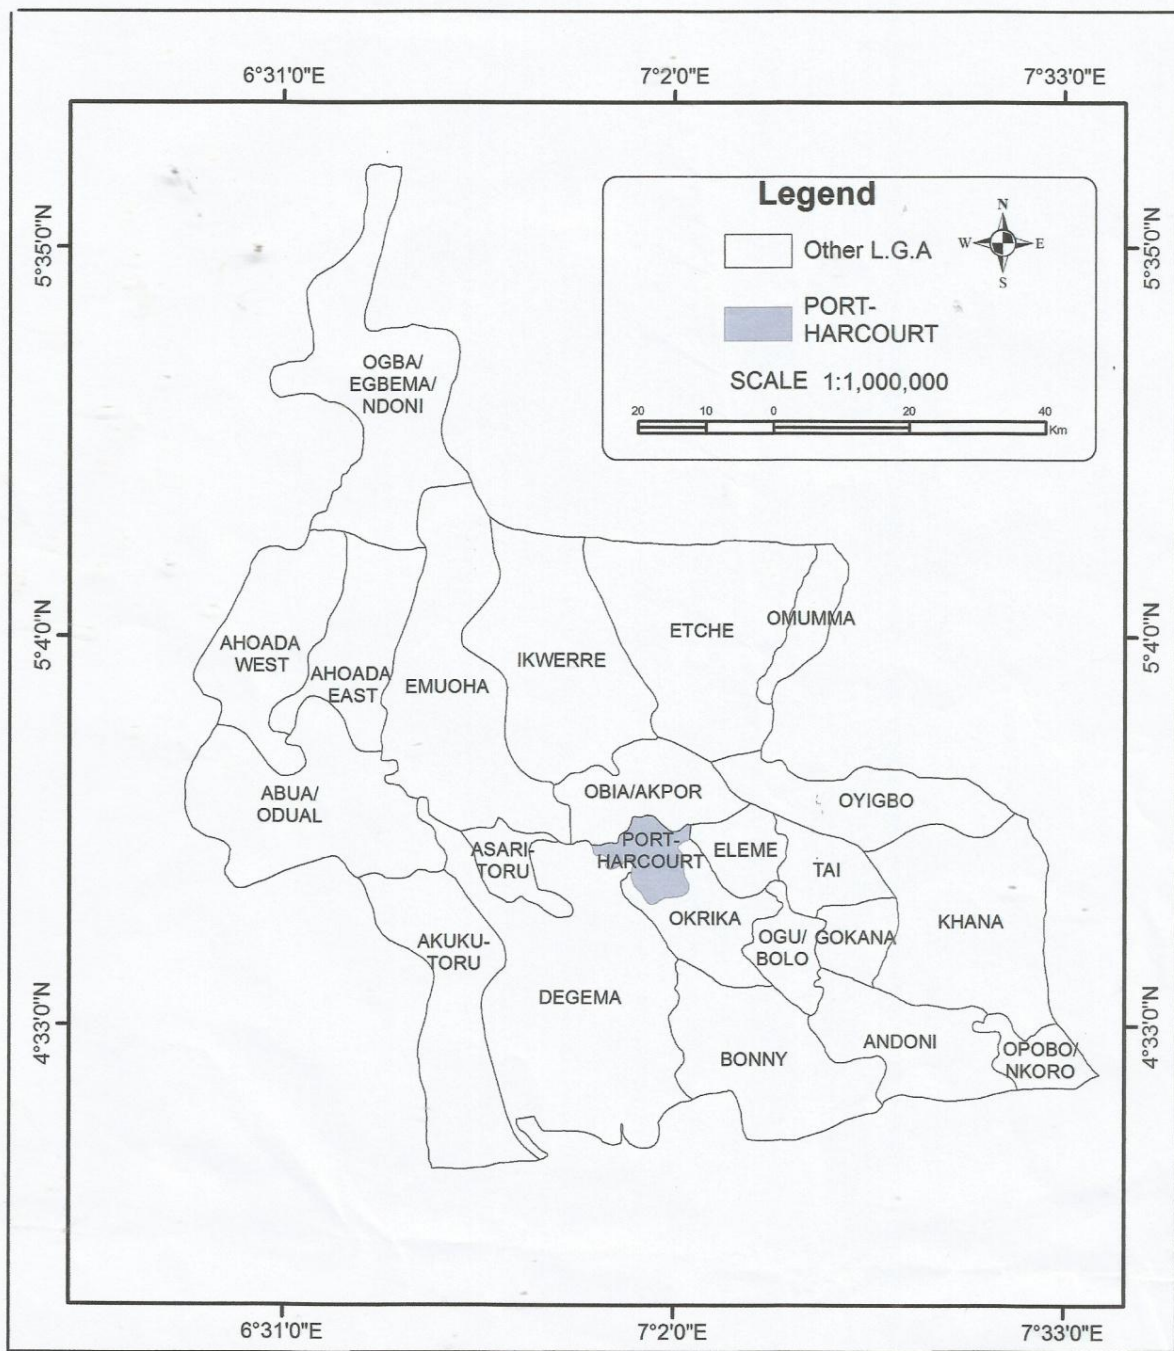 6°31'0"E
7°2'0"E
7°33'0"E
5°35'0"N
5°35'0"N
Legend
N
W
E
S
Other L.G.A
PORT-
HARCOURT
SCALE 1:1,000,000
20 10 0 20 40
Km
OGBA/
EGBEMA/
NDONI
5°4'0"N
5°4'0"N
AHOADA
WEST
AHOADA
EAST
EMUOHA
IKWERRE
ETCHE
OMUMMA
ABUA/
ODUAL
OBIA/AKPOR
OYIGBO
ASARI-
TORU
PORT-
HARCOURT
ELEME
TAI
AKUKU-
TORU
OKRIKA
OGU/
BOLO
GOKANA
KHANA
DEGEMA
4°33'0"N
4°33'0"N
BONNY
ANDONI
OPOBO/
NKORO
6°31'0"E
7°2'0"E
7°33'0"E